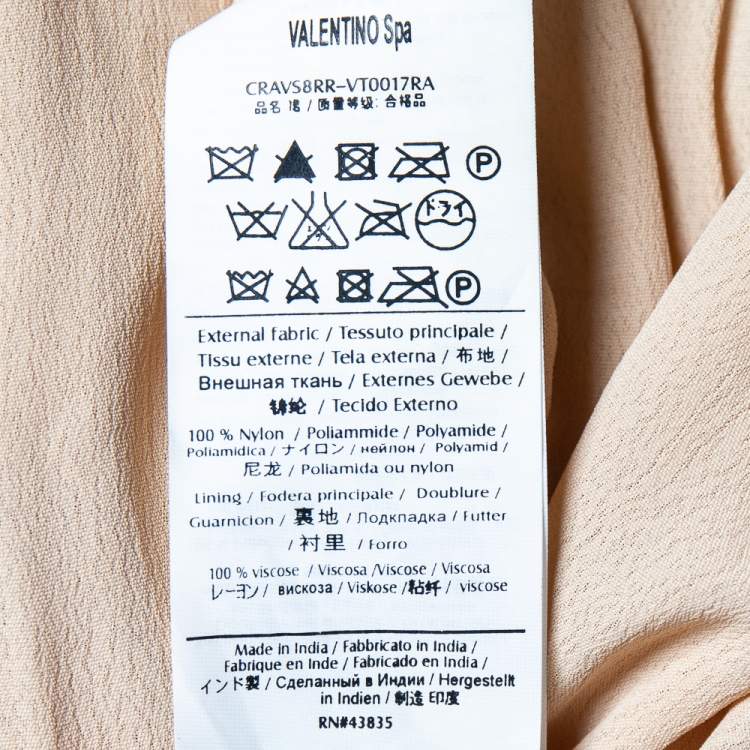 VALENTINO Spa
CRAVS8RR-VT0017RA
品名 / 质量等级: 合格品
P
ドライ
P
External fabric / Tessuto principale /
Tissu externe / Tela externa / 布地 /
Внешная ткань / Externes Gewebe /
锦纶 / Tecido Externo
100 % Nylon / Poliammide / Polyamide /
Poliamidica / ナイロン / нейлон / Polyamid /
尼龙 / Poliamida ou nylon
Lining / Fodera principale / Doublure /
Guarnicion / 裏地 / Подкпадка / Futter
/ 衬里 / Forro
100 % viscose / Viscosa /Viscose / Viscosa
レーヨン / вискоза / Viskose /粘纤 / viscose
Made in India / Fabbricato in India /
Fabrique en Inde / Fabricado en India /
インド製 / Сделанный в Индии / Hergestellt
in Indien / 制造 印度
RN#43835